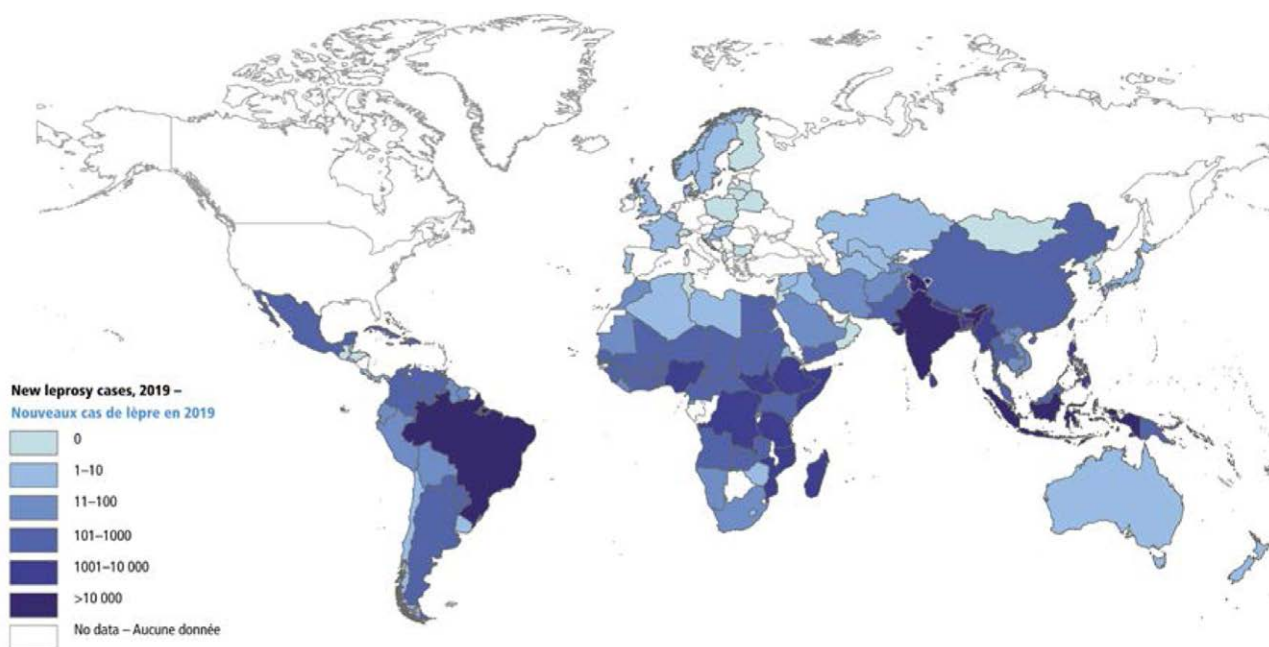 New leprosy cases, 2019 –
Nouveaux cas de lèpre en 2019
0
1–10
11–100
101–1000
1001–10 000
>10 000
No data – Aucune donnée